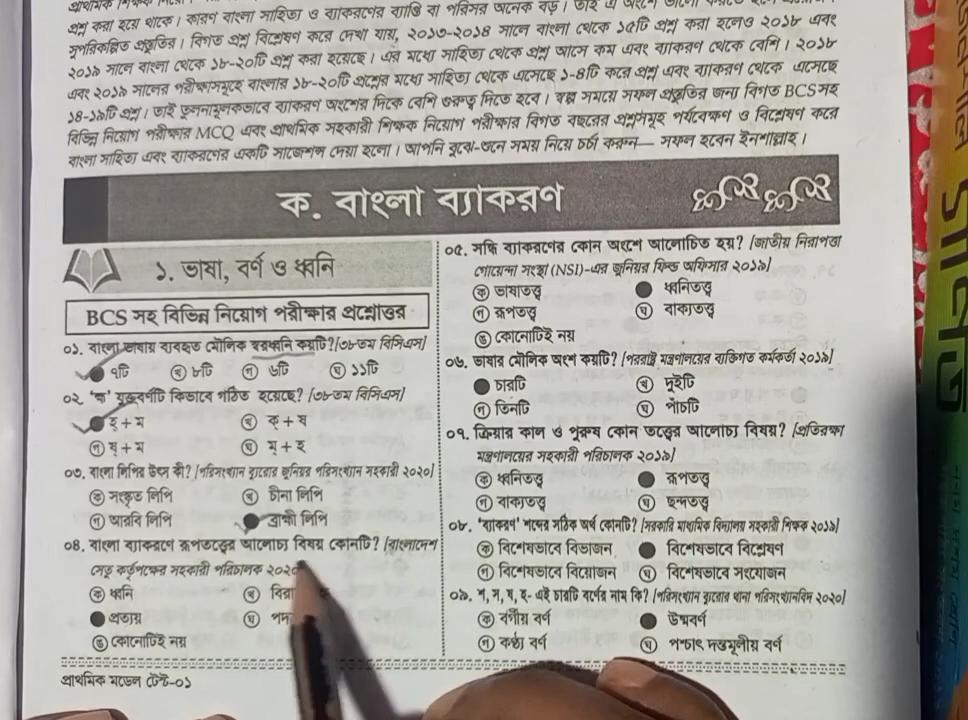 প্রশ্ন করা হয়ে থাকে। কারণ বাংলা সাহিত্য ও ব্যাকরণের ব্যাপ্তি বা পরিসর অনেক বড়। তাই এ অংশে
সুপরিকল্পিত প্রস্তুতির। বিগত প্রশ্ন বিশ্লেষণ করে দেখা যায়, ২০১৩-২০১৪ সালে বাংলা থেকে ১৫টি প্রশ্ন করা হলেও ২০১৮ এবং
২০১৯ সালে বাংলা থেকে ১৮-২০টি প্রশ্ন করা হয়েছে। এর মধ্যে সাহিত্য থেকে প্রশ্ন আসে কম এবং ব্যাকরণ থেকে বেশি। ২০১৮
এবং ২০১৯ সালের পরীক্ষাসমূহে বাংলার ১৮-২০টি প্রশ্নের মধ্যে সাহিত্য থেকে এসেছে ১-৪টি করে প্রশ্ন এবং ব্যাকরণ থেকে এসেছে
১৪-১৯টি প্রশ্ন। তাই তুলনামূলকভাবে ব্যাকরণ অংশের দিকে বেশি গুরুত্ব দিতে হবে। স্বল্প সময়ে সফল প্রস্তুতির জন্য বিগত BCSসহ
বিভিন্ন নিয়োগ পরীক্ষার MCQ এবং প্রাথমিক সহকারী শিক্ষক নিয়োগ পরীক্ষার বিগত বছরের প্রশ্নসমূহ পর্যবেক্ষণ ও বিশ্লেষণ করে
বাংলা সাহিত্য এবং ব্যাকরণের একটি সাজেশন্স দেয়া হলো। আপনি বুঝে-শুনে সময় নিয়ে চর্চা করুন— সফল হবেন ইনশাল্লাহ।
ক. বাংলা ব্যাকরণ
১. ভাষা, বর্ণ ও ধ্বনি
BCS সহ বিভিন্ন নিয়োগ পরীক্ষার প্রশ্নোত্তর
০১. বাংলা ভাষায় ব্যবহৃত মৌলিক স্বরধ্বনি কয়টি? [৩৮তম বিসিএস]
৭টি খ ৮টি গ ৬টি ঘ ১১টি
০২. ‘হ্ম’ যুক্তবর্ণটি কিভাবে গঠিত হয়েছে? [৩৮তম বিসিএস]
হ্ + ম খ ক্ + ষ
গ ষ্ + ম ঘ ম্ + হ
০৩. বাংলা লিপির উৎস কী? [পরিসংখ্যান ব্যুরোর জুনিয়র পরিসংখ্যান সহকারী ২০২০]
ক সংস্কৃত লিপি খ চীনা লিপি
গ আরবি লিপি ব্রাহ্মী লিপি
০৪. বাংলা ব্যাকরণে রূপতত্ত্বের আলোচ্য বিষয় কোনটি? [বাংলাদেশ
সেতু কর্তৃপক্ষের সহকারী পরিচালক ২০২০
ক ধ্বনি খ
প্রত্যয় ঘ
ঙ কোনোটিই নয়
প্রাথমিক মডেল টেস্ট-০১
০৫. সন্ধি ব্যাকরণের কোন অংশে আলোচিত হয়? [জাতীয় নিরাপত্তা
গোয়েন্দা সংস্থা (NSI)-এর জুনিয়র ফিল্ড অফিসার ২০১৯]
ক ভাষাতত্ত্ব ধ্বনিতত্ত্ব
গ রূপতত্ত্ব ঘ বাক্যতত্ত্ব
ঙ কোনোটিই নয়
০৬. ভাষার মৌলিক অংশ কয়টি? [পররাষ্ট্র মন্ত্রণালয়ের ব্যক্তিগত কর্মকর্তা ২০১৯]
চারটি খ দুইটি
গ তিনটি ঘ পাঁচটি
০৭. ক্রিয়ার কাল ও পুরুষ কোন তত্ত্বের আলোচ্য বিষয়? [প্রতিরক্ষা
মন্ত্রণালয়ের সহকারী পরিচালক ২০১৯]
ক ধ্বনিতত্ত্ব রূপতত্ত্ব
গ বাক্যতত্ত্ব ঘ ছন্দতত্ত্ব
০৮. ‘ব্যাকরণ’ শব্দের সঠিক অর্থ কোনটি? [সরকারি মাধ্যমিক বিদ্যালয় সহকারী শিক্ষক ২০১৯]
ক বিশেষভাবে বিভাজন বিশেষভাবে বিশ্লেষণ
গ বিশেষভাবে বিয়োজন ঘ বিশেষভাবে সংযোজন
০৯. শ, স, ষ, হ- এই চারটি বর্ণের নাম কি? [পরিসংখ্যান ব্যুরোর থানা পরিসংখ্যানবিদ ২০২০]
ক বর্গীয় বর্ণ উষ্মবর্ণ
গ কণ্ঠ্য বর্ণ ঘ পশ্চাৎ দন্তমূলীয় বর্ণ